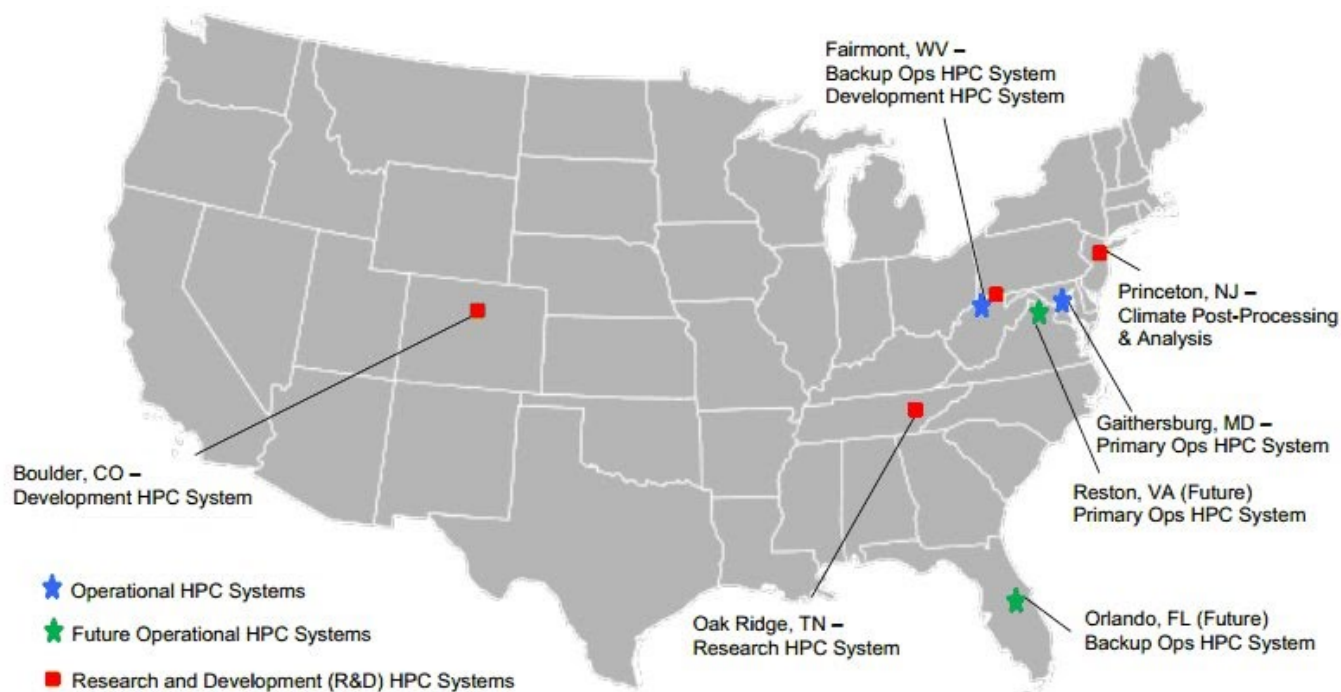 Fairmont, WV –
Backup Ops HPC System
Development HPC System
Princeton, NJ –
Climate Post-Processing
& Analysis
Gaithersburg, MD –
Primary Ops HPC System
Reston, VA (Future)
Primary Ops HPC System
Boulder, CO –
Development HPC System
Oak Ridge, TN –
Research HPC System
Orlando, FL (Future)
Backup Ops HPC System
Operational HPC Systems
Future Operational HPC Systems
Research and Development (R&D) HPC Systems